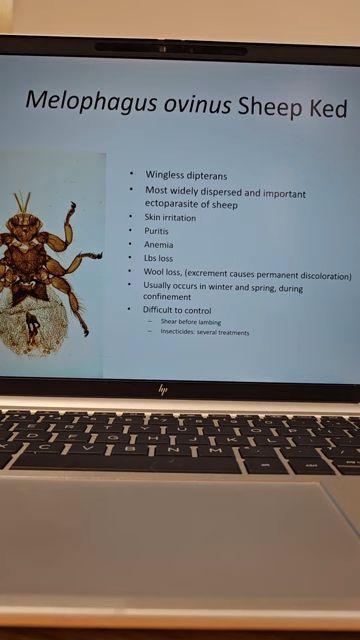 Melophagus ovinus Sheep Ked
• Wingless dipterans
• Most widely dispersed and important
ectoparasite of sheep
• Skin irritation
• Puritis
• Anemia
• Lbs loss
• Wool loss, (excrement causes permanent discoloration)
• Usually occurs in winter and spring, during
confinement
• Difficult to control
– Shear before lambing
– Insecticides: several treatments
hp